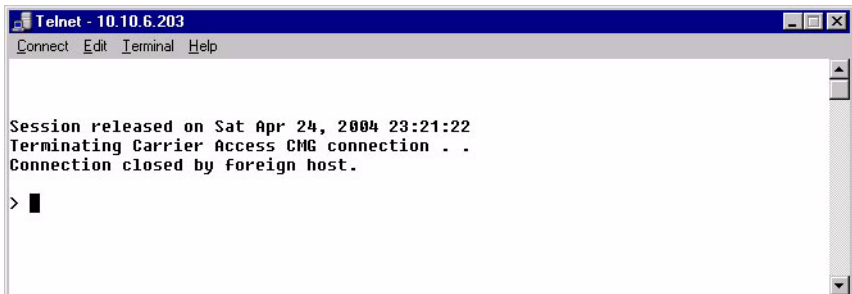 Telnet - 10.10.6.203
Connect Edit Terminal Help
Session released on Sat Apr 24, 2004 23:21:22
Terminating Carrier Access CMG connection . .
Connection closed by foreign host.
>